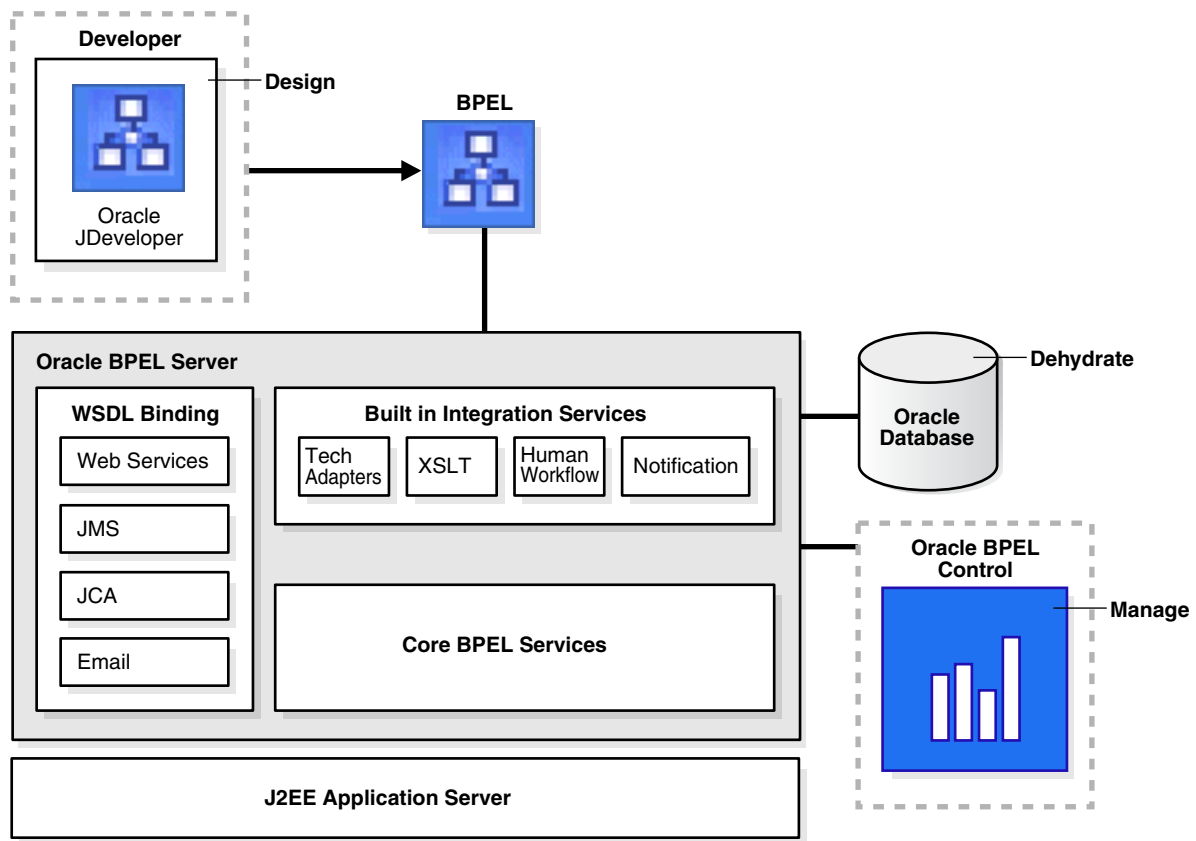 Developer
Design
Oracle
JDeveloper
BPEL
Oracle BPEL Server
WSDL Binding
Web Services
JMS
JCA
Email
Built in Integration Services
Tech
Adapters
XSLT
Human
Workflow
Notification
Core BPEL Services
Dehydrate
Oracle
Database
Oracle BPEL
Control
Manage
J2EE Application Server